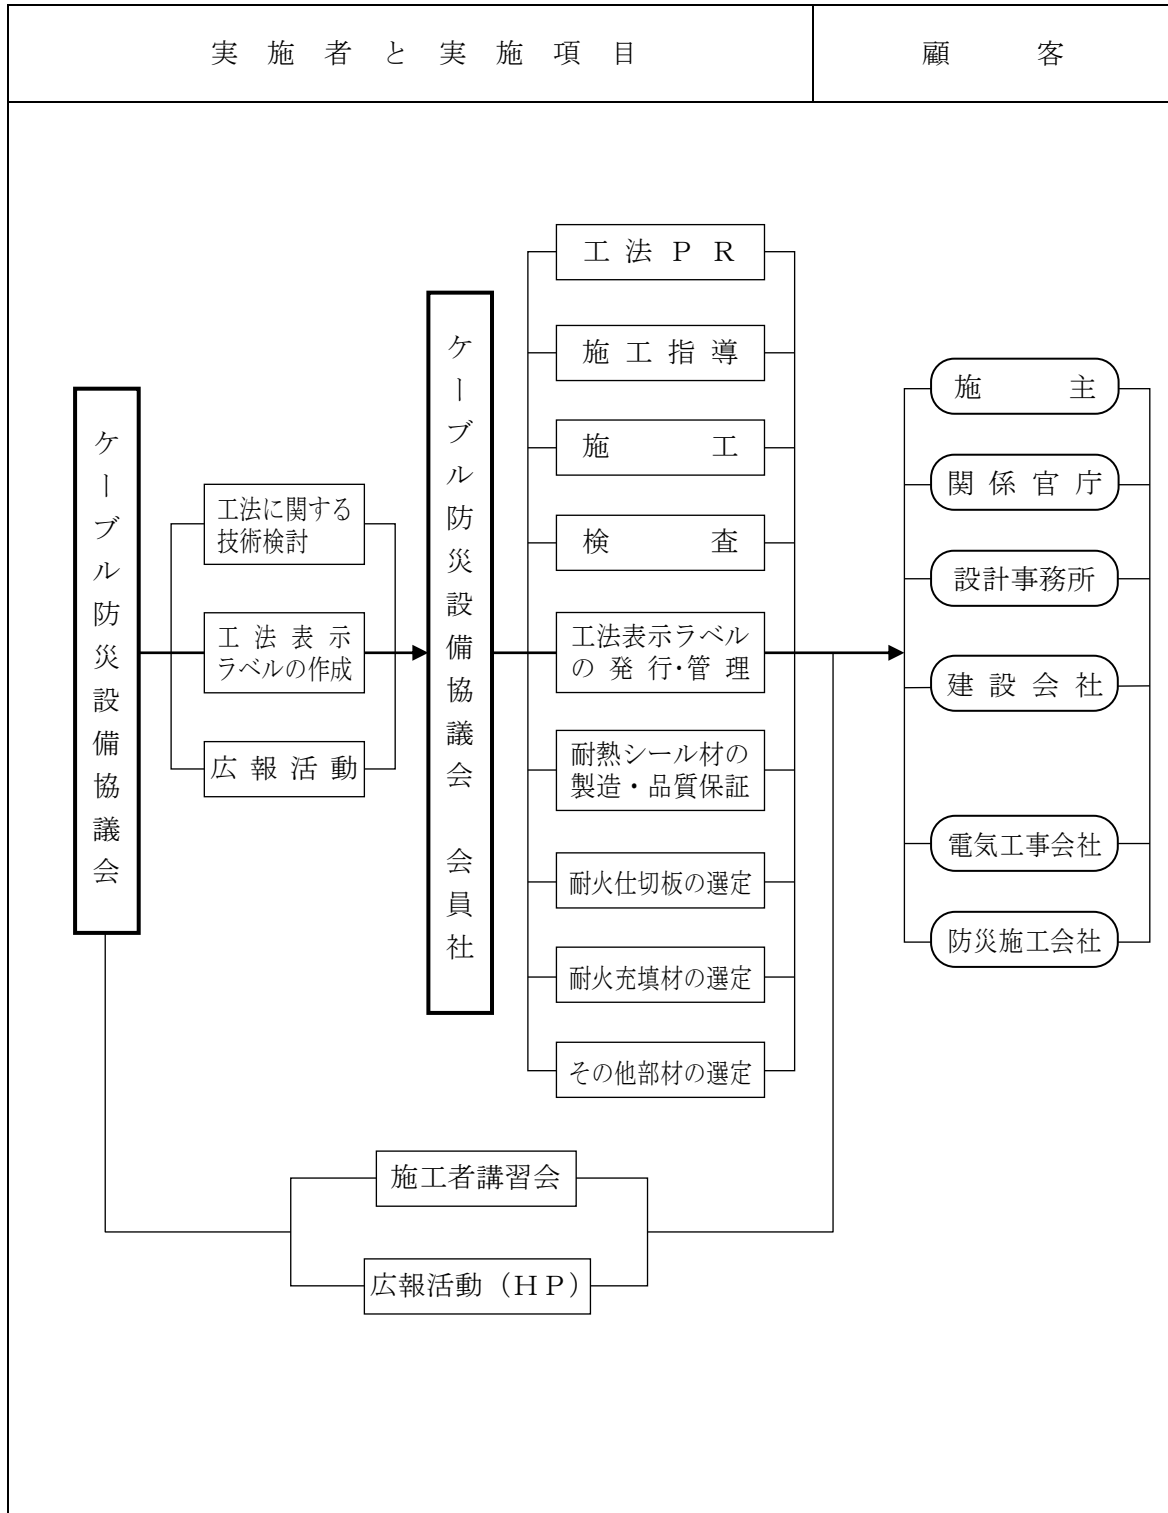 実施者と実施項目
顧客
ケーブル防災設備協議会
工法に関する
技術検討
工法表示
ラベルの作成
広報活動
ケーブル防災設備協議会 会員社
工法ＰＲ
施工指導
施工
検査
工法表示ラベル
の発行・管理
耐熱シール材の
製造・品質保証
耐火仕切板の選定
耐火充填材の選定
その他部材の選定
施主
関係官庁
設計事務所
建設会社
電気工事会社
防災施工会社
施工者講習会
広報活動（ＨＰ）